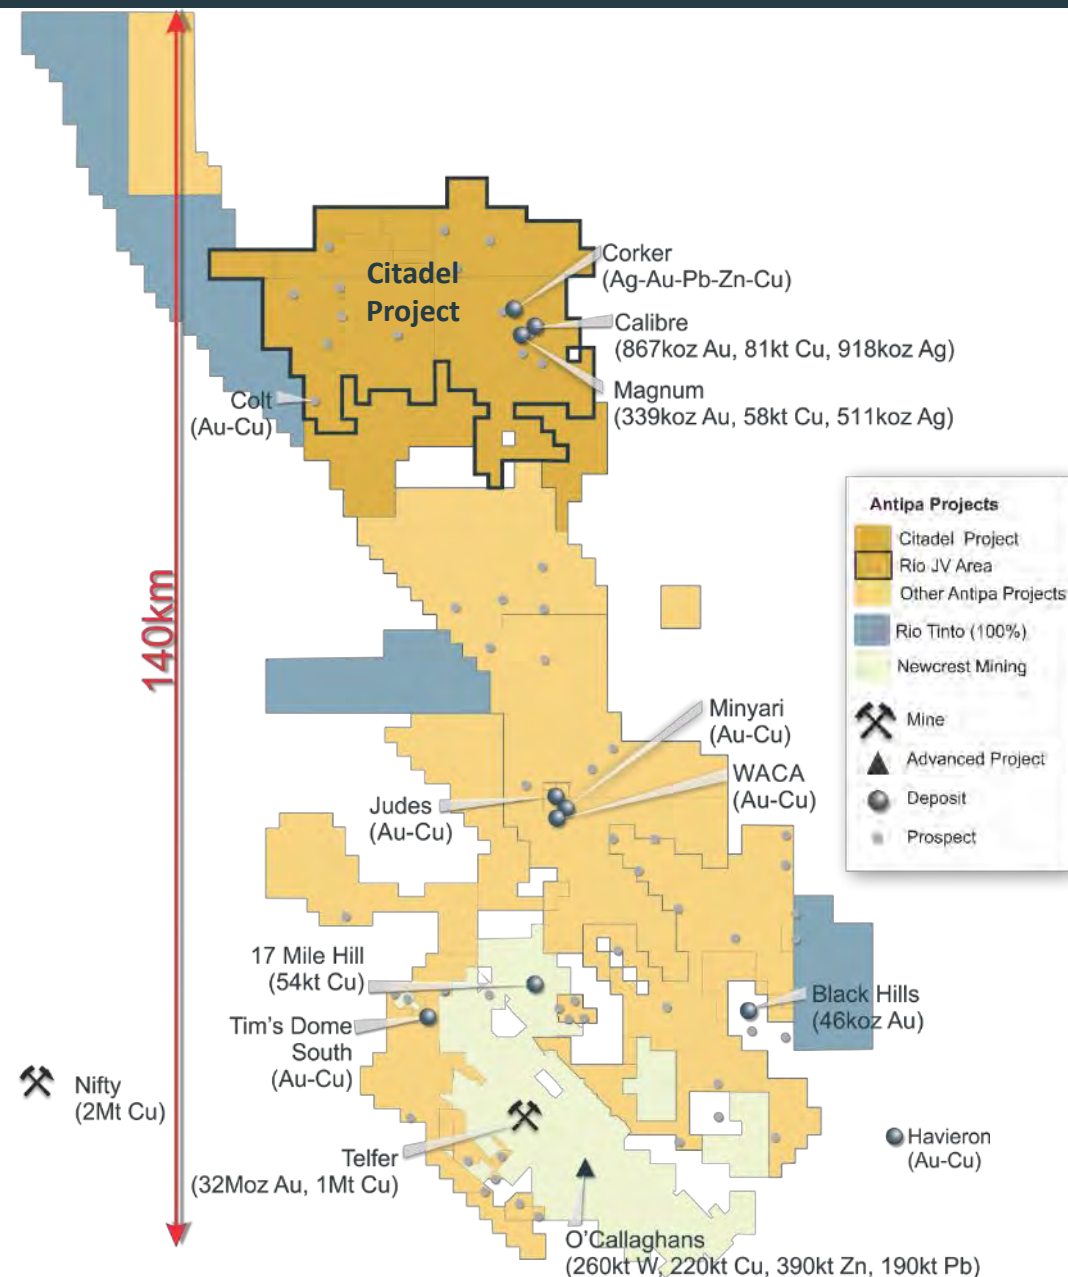 Citadel
Project
Corker
(Ag-Au-Pb-Zn-Cu)
Calibre
(867koz Au, 81kt Cu, 918koz Ag)
Magnum
(339koz Au, 58kt Cu, 511koz Ag)
Colt
(Au-Cu)
140km
Antipa Projects
Citadel Project
Rio JV Area
Other Antipa Projects
Rio Tinto (100%)
Newcrest Mining
Mine
Advanced Project
Deposit
Prospect
Minyari
(Au-Cu)
WACA
(Au-Cu)
Judes
(Au-Cu)
17 Mile Hill
(54kt Cu)
Tim's Dome
South
(Au-Cu)
Black Hills
(46koz Au)
Nifty
(2Mt Cu)
Telfer
(32Moz Au, 1Mt Cu)
Havieron
(Au-Cu)
O'Callaghans
(260kt W, 220kt Cu, 390kt Zn, 190kt Pb)